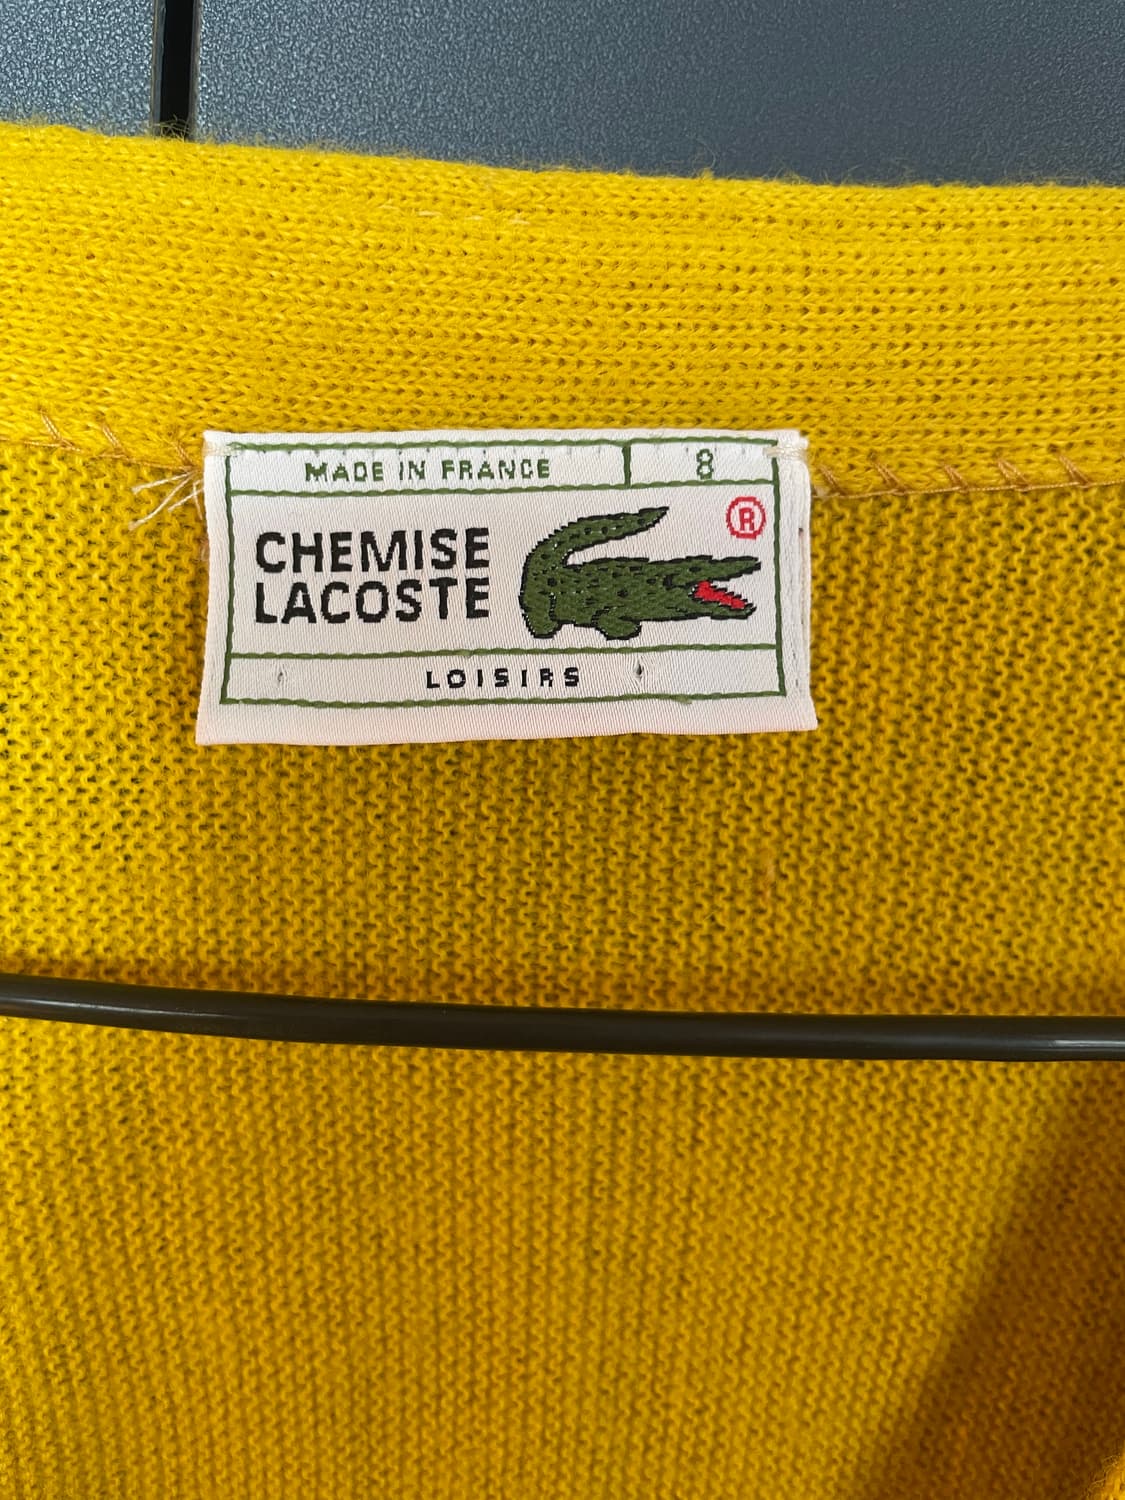 MADE IN FRANCE 8
®
CHEMISE
LACOSTE
LOISIRS